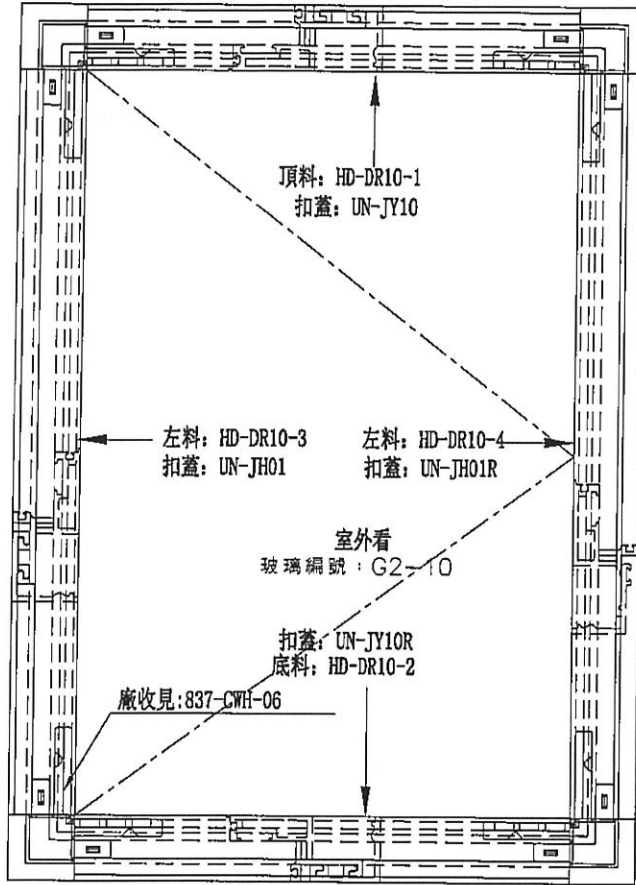 頂料: HD-DR10-1
扣蓋: UN-JY10
左料: HD-DR10-3
扣蓋: UN-JH01
左料: HD-DR10-4
扣蓋: UN-JH01R
室外看
玻璃編號：G2-10
扣蓋: UN-JY10R
底料: HD-DR10-2
廠收見:837-CWH-06